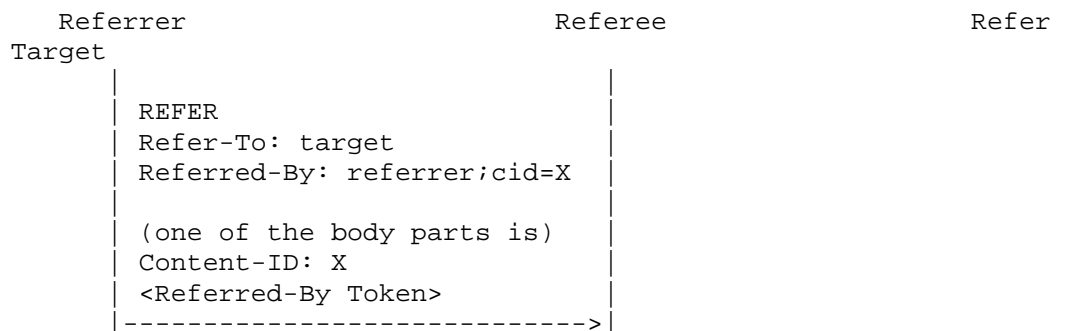 Referrer                       Referee                    Refer
Target
      |                              |
      | REFER                        |
      | Refer-To: target             |
      | Referred-By: referrer;cid=X  |
      |                              |
      | (one of the body parts is)   |
      | Content-ID: X                |
      | <Referred-By Token>          |
      |----------------------------->|